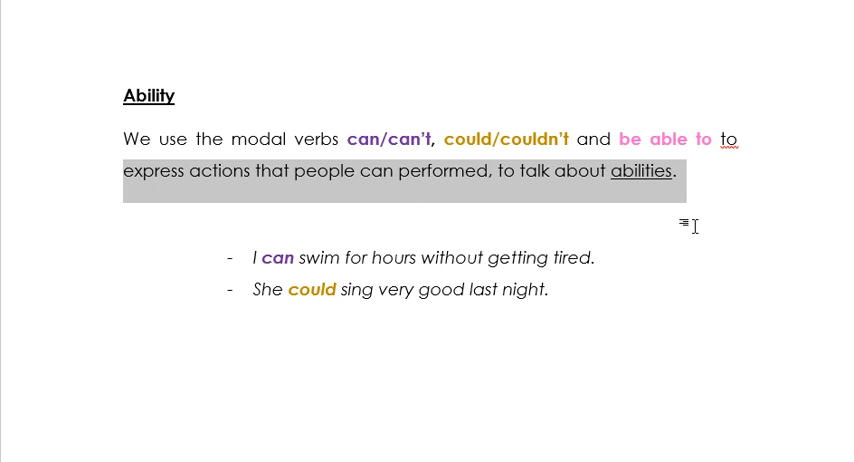 Ability
We use the modal verbs can/can't, could/couldn't and be able to to
express actions that people can performed, to talk about abilities.
- I can swim for hours without getting tired.
- She could sing very good last night.